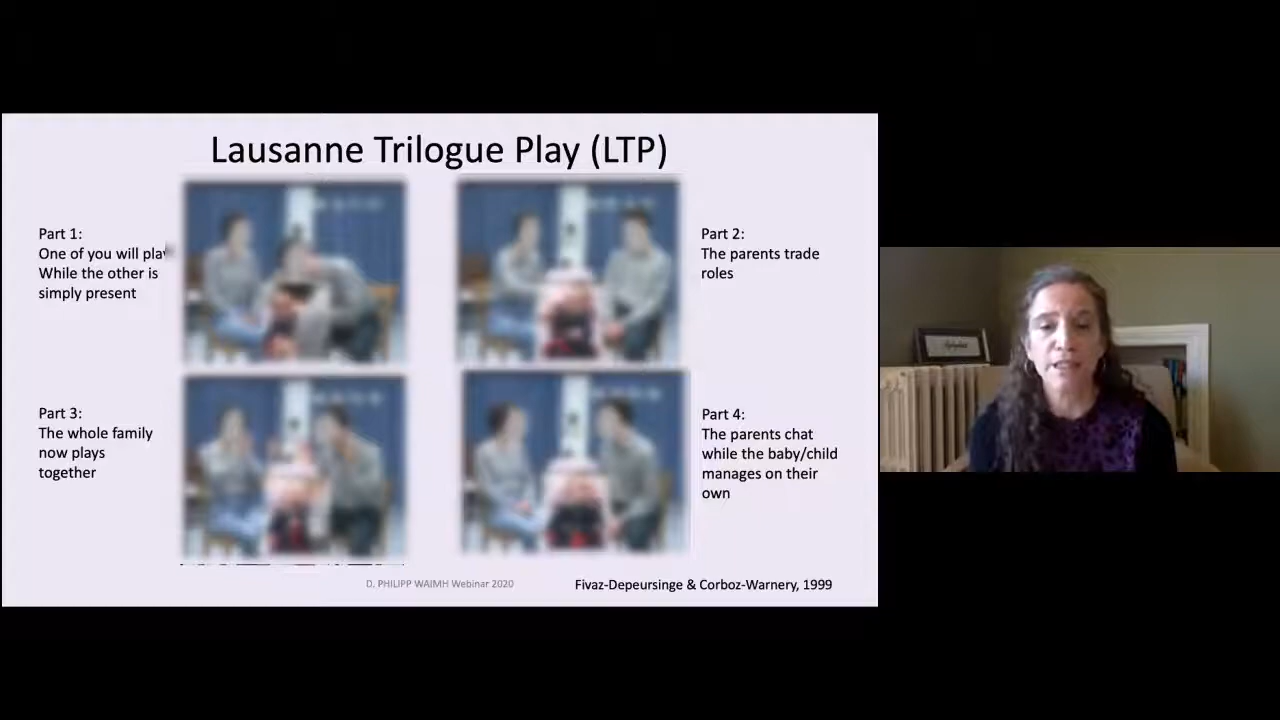 Lausanne Trilogue Play (LTP)
Part 1:
One of you will play
While the other is
simply present
Part 2:
The parents trade
roles
Part 3:
The whole family
now plays
together
Part 4:
The parents chat
while the baby/child
manages on their
own
D. PHILIPP WAIMH Webinar 2020
Fivaz-Depeursinge & Corboz-Warnery, 1999